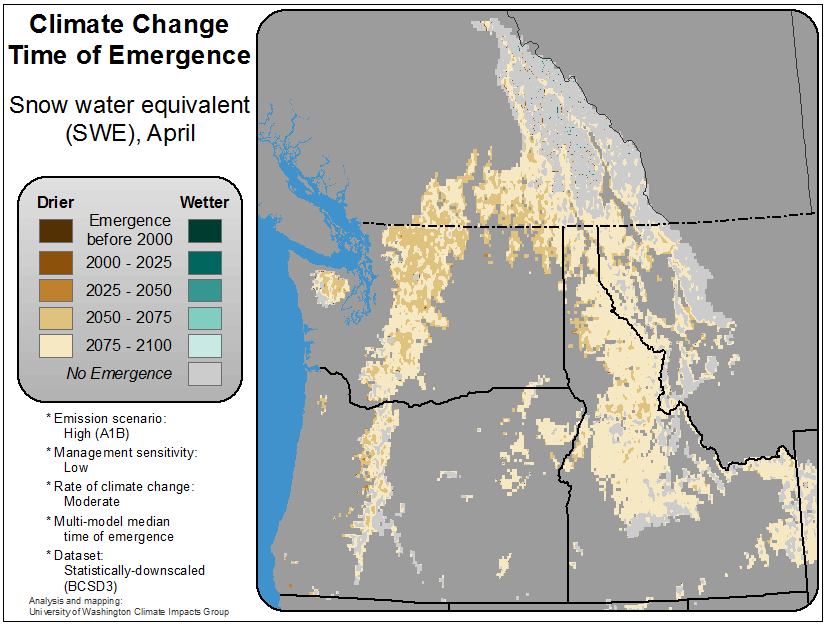 Climate Change
Time of Emergence
Snow water equivalent
(SWE), April
Drier
Wetter
Emergence
before 2000
2000 - 2025
2025 - 2050
2050 - 2075
2075 - 2100
No Emergence
* Emission scenario:
High (A1B)
* Management sensitivity:
Low
* Rate of climate change:
Moderate
* Multi-model median
time of emergence
* Dataset:
Statistically-downscaled
(BCSD3)
Analysis and mapping:
University of Washington Climate Impacts Group